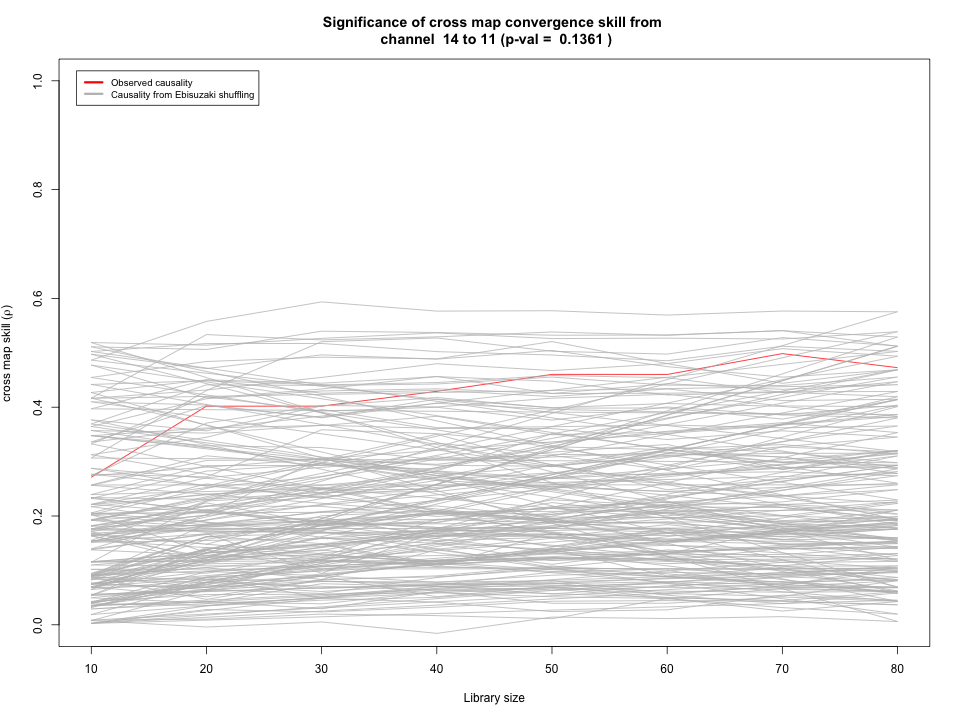 Significance of cross map convergence skill from
channel  14 to 11 (p-val =  0.1361 )
Observed causality
Causality from Ebisuzaki shuffling
cross map skill (ρ)
1.0
0.8
0.6
0.4
0.2
0.0
10 20 30 40 50 60 70 80
Library size